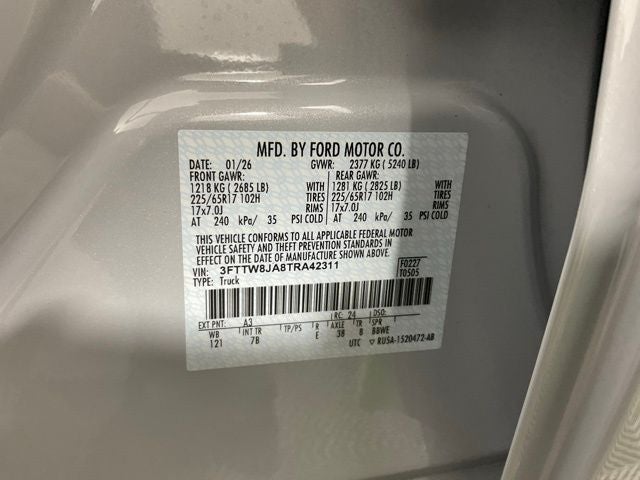 MFD. BY FORD MOTOR CO.
DATE: 01/26 GVWR: 2377 KG ( 5240 LB)
FRONT GAWR: REAR GAWR:
1218 KG ( 2685 LB) WITH 1281 KG ( 2825 LB) WITH
225/65R17 102H TIRES 225/65R17 102H TIRES
17x7.0J RIMS 17x7.0J RIMS
AT 240 kPa/ 35 PSI COLD AT 240 kPa/ 35 PSI COLD
THIS VEHICLE CONFORMS TO ALL APPLICABLE FEDERAL MOTOR
VEHICLE SAFETY AND THEFT PREVENTION STANDARDS IN
EFFECT ON THE DATE OF MANUFACTURE SHOWN ABOVE.
VIN: 3FTTW8JA8TRA42311 F0227
TYPE: Truck T0505
EXT PNT: A3 RC: 24 DSO:
WB INT TR TP/PS R AXLE TR SPR
121 7B E 38 8 BBWE
UTC RUSA-1520472-AB